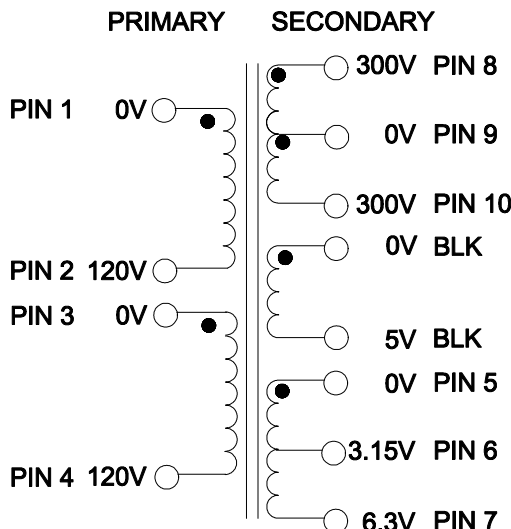 PRIMARY SECONDARY
300V PIN 8
PIN 1 0V
0V PIN 9
300V PIN 10
0V BLK
PIN 2 120V
PIN 3 0V
5V BLK
0V PIN 5
3.15V PIN 6
PIN 4 120V
6.3V PIN 7